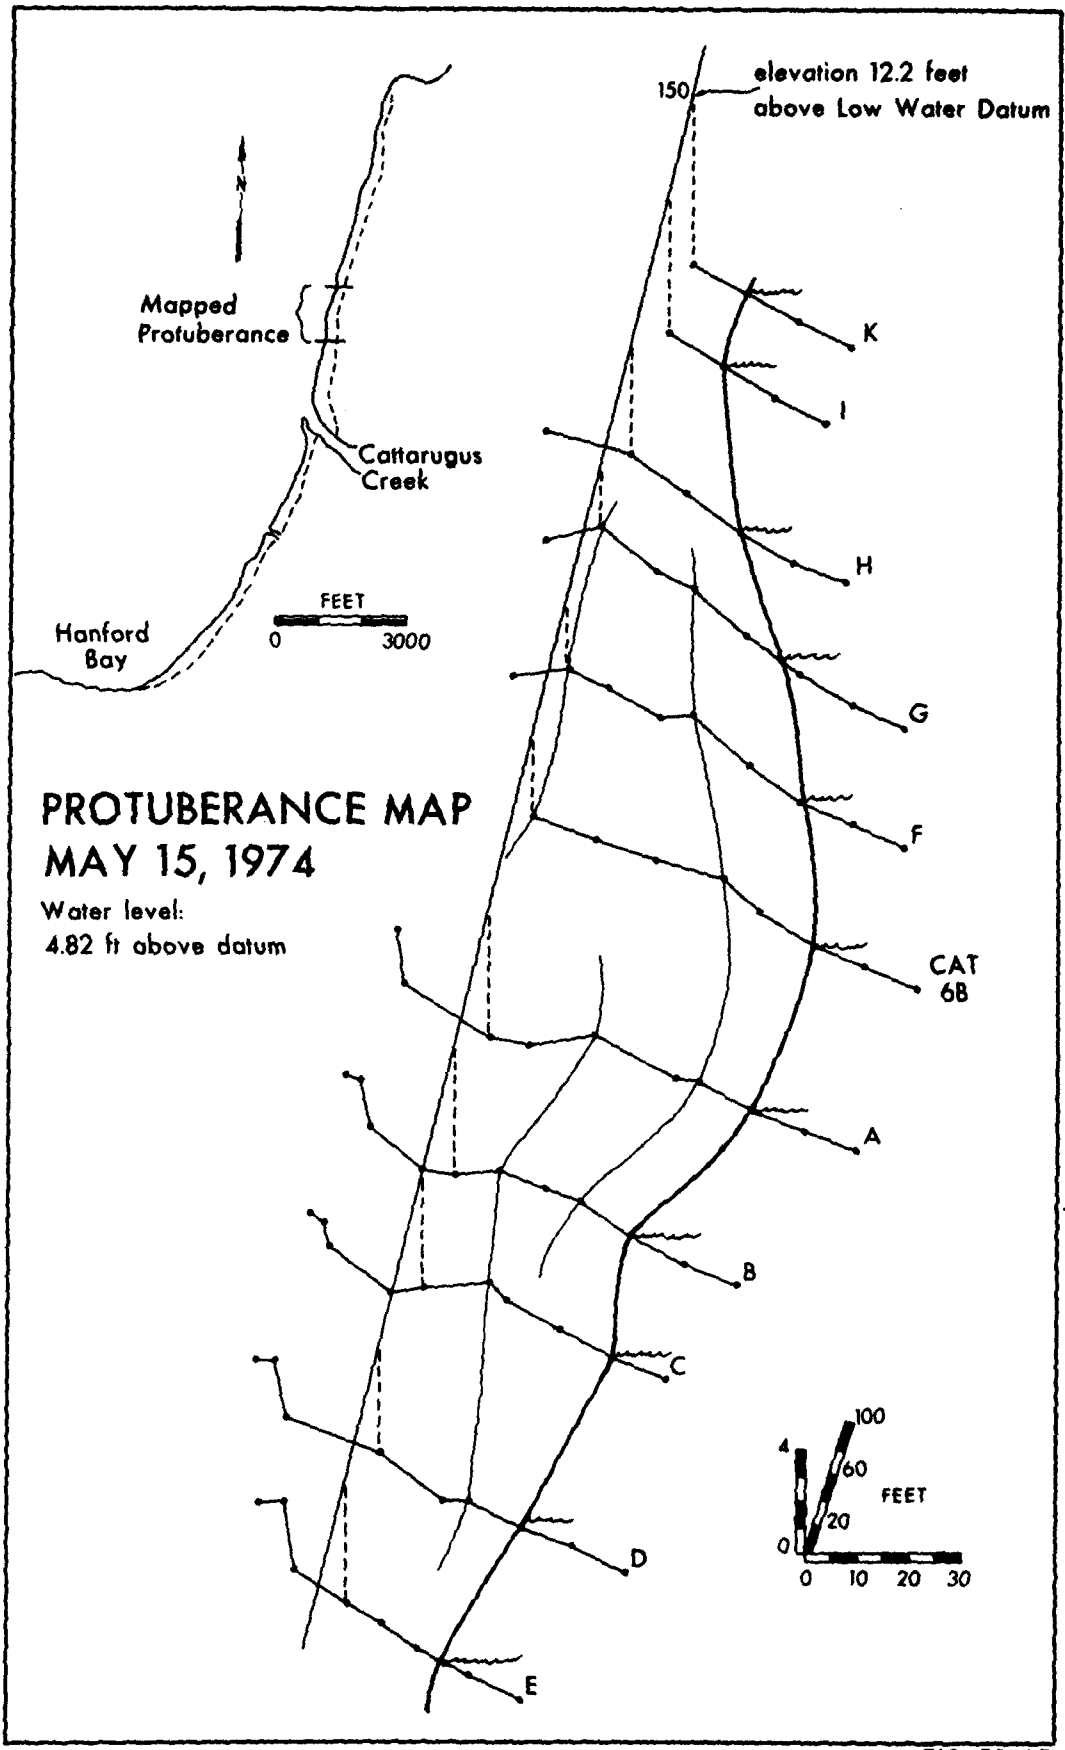 elevation 12.2 feet
150
above Low Water Datum
N
Mapped
Protuberance
K
I
Cattarugus
Creek
H
FEET
0 3000
Hanford
Bay
G
PROTUBERANCE MAP
MAY 15, 1974
F
Water level:
4.82 ft above datum
CAT
6B
A
B
C
100
4
60
FEET
20
0
D
0 10 20 30
E